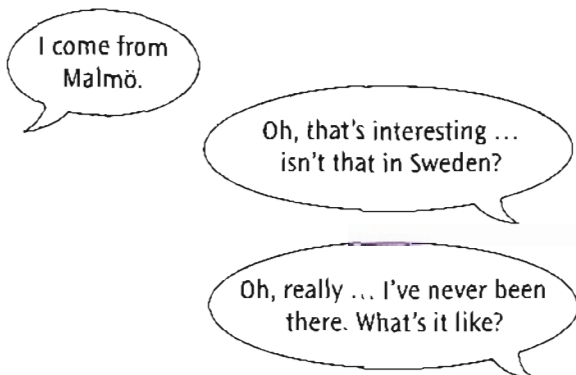 I come from
Malmö.
Oh, that's interesting ...
isn't that in Sweden?
Oh, really ... I've never been
there. What's it like?